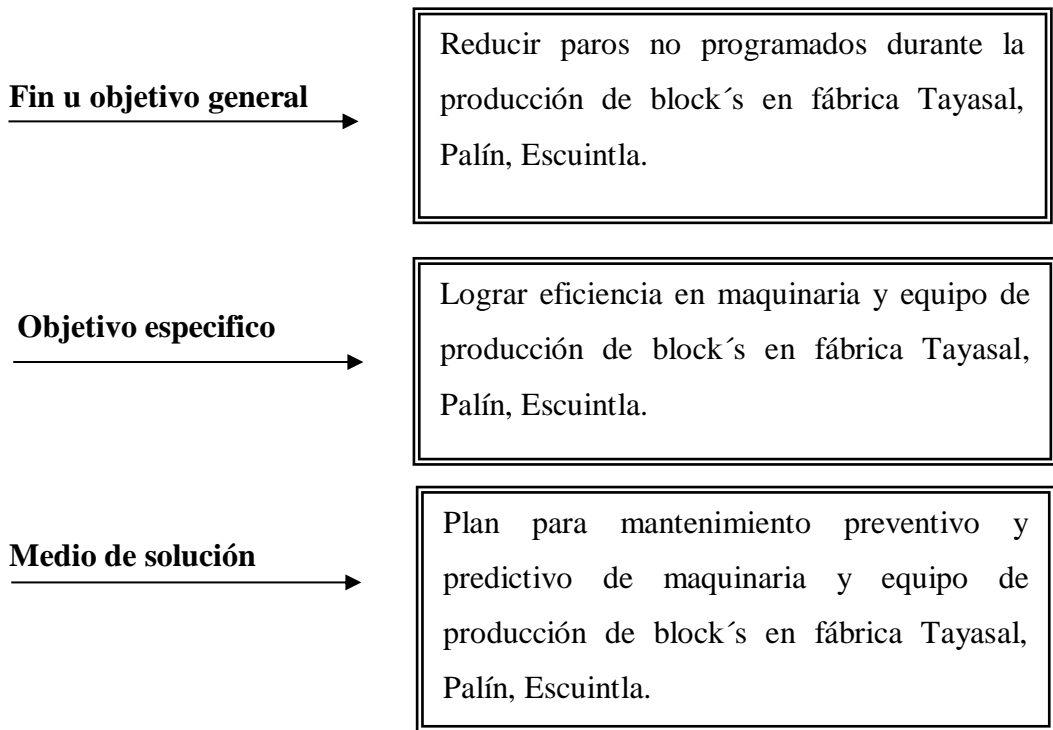 Fin u objetivo general
Reducir paros no programados durante la
producción de block´s en fábrica Tayasal,
Palín, Escuintla.
Objetivo especifico
Lograr eficiencia en maquinaria y equipo de
producción de block´s en fábrica Tayasal,
Palín, Escuintla.
Medio de solución
Plan para mantenimiento preventivo y
predictivo de maquinaria y equipo de
producción de block´s en fábrica Tayasal,
Palín, Escuintla.